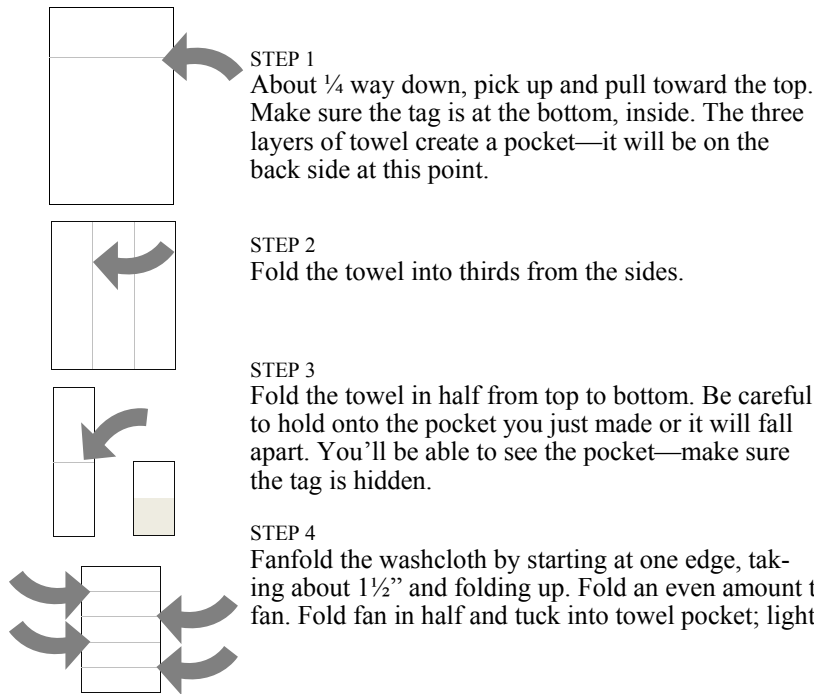 STEP 1
About ¼ way down, pick up and pull toward the top.
Make sure the tag is at the bottom, inside. The three
layers of towel create a pocket—it will be on the
back side at this point.
STEP 2
Fold the towel into thirds from the sides.
STEP 3
Fold the towel in half from top to bottom. Be careful
to hold onto the pocket you just made or it will fall
apart. You’ll be able to see the pocket—make sure
the tag is hidden.
STEP 4
Fanfold the washcloth by starting at one edge, tak-
ing about 1½” and folding up. Fold an even amount
fan. Fold fan in half and tuck into towel pocket; light